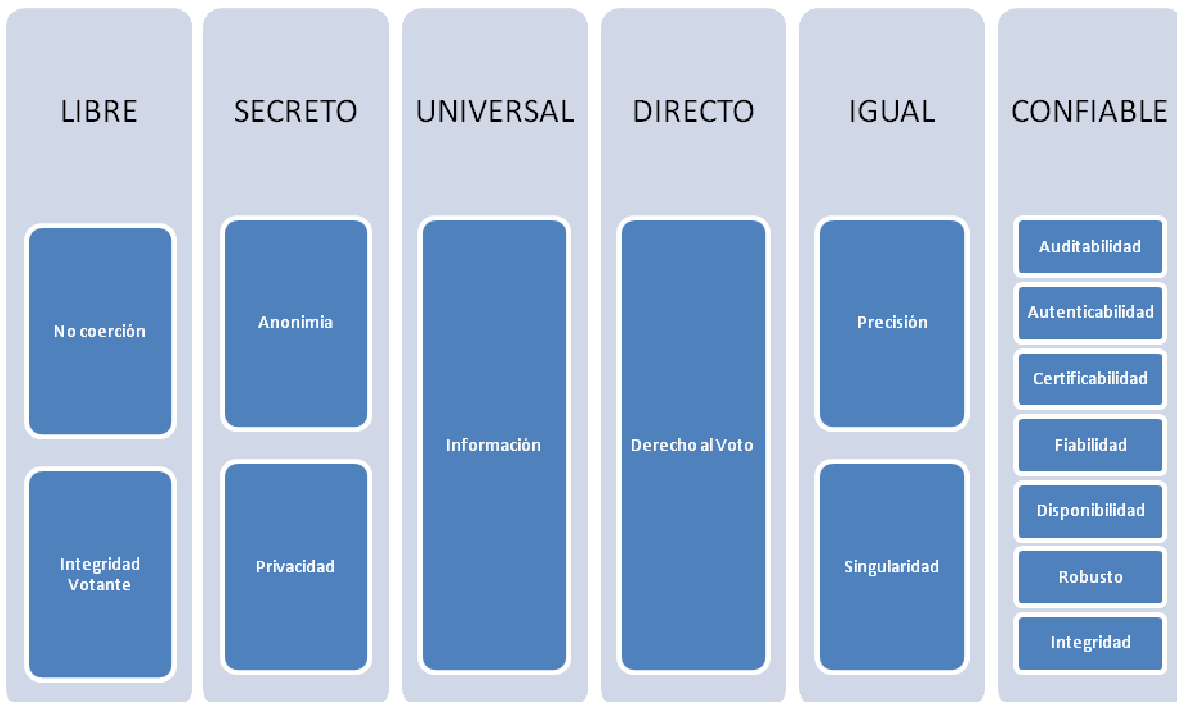 LIBRE
No coerción
Integridad
Votante
SECRETO
Anonimia
Privacidad
UNIVERSAL
Información
DIRECTO
Derecho al Voto
IGUAL
Precisión
Singularidad
CONFIABLE
Auditabilidad
Autenticabilidad
Certificabilidad
Fiabilidad
Disponibilidad
Robusto
Integridad